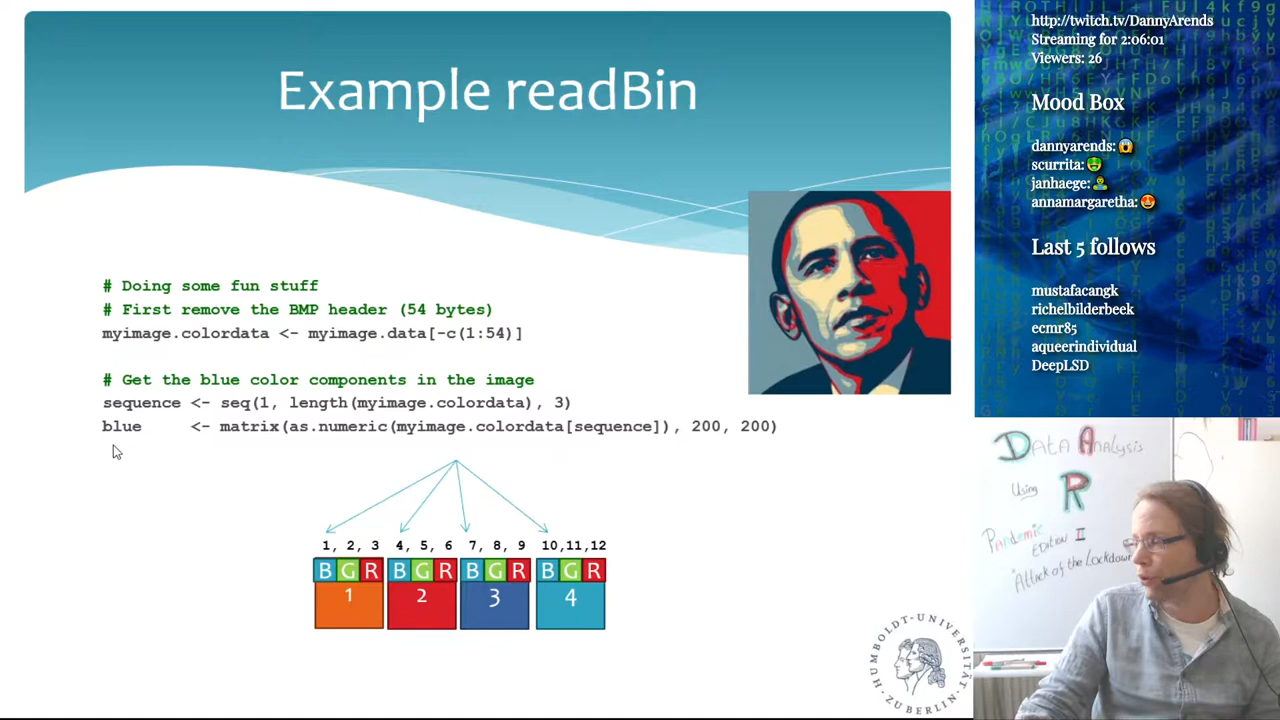 Example readBin
# Doing some fun stuff
# First remove the BMP header (54 bytes)
myimage.colordata <- myimage.data[-c(1:54)]
# Get the blue color components in the image
sequence <- seq(1, length(myimage.colordata), 3)
blue     <- matrix(as.numeric(myimage.colordata[sequence]), 200, 200)
1, 2, 3 4, 5, 6 7, 8, 9 10,11,12
B G R B G R B G R B G R
1 2 3 4
HUMBOLDT-UNIVERSITÄT
ZU BERLIN
http://twitch.tv/DannyArends
Streaming for 2:06:01
Viewers: 26
Mood Box
dannyarends: 😱
scurrita: 🤑
janhaege:
annamargaretha: 😍
Last 5 follows
mustafacangk
richelbilderbeek
ecmr85
aqueerindividual
DeepLSD
Data Analysis
Using R
Pandemic
Edition II
"Attack of the Lockdown